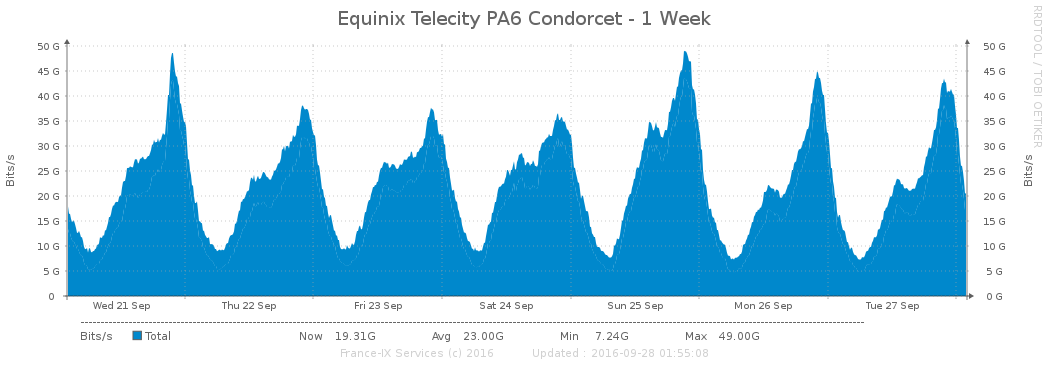 Equinix Telecity PA6 Condorcet - 1 Week
RRDTOOL / TOBI OETIKER
Bits/s
50 G
45 G
40 G
35 G
30 G
25 G
20 G
15 G
10 G
5 G
0
50 G
45 G
40 G
35 G
30 G
25 G
20 G
15 G
10 G
5 G
0 G
Bits/s
Wed 21 Sep Thu 22 Sep Fri 23 Sep Sat 24 Sep Sun 25 Sep Mon 26 Sep Tue 27 Sep
Bits/s Total Now 19.31G Avg 23.00G Min 7.24G Max 49.00G
France-IX Services (c) 2016 Updated : 2016-09-28 01:55:08